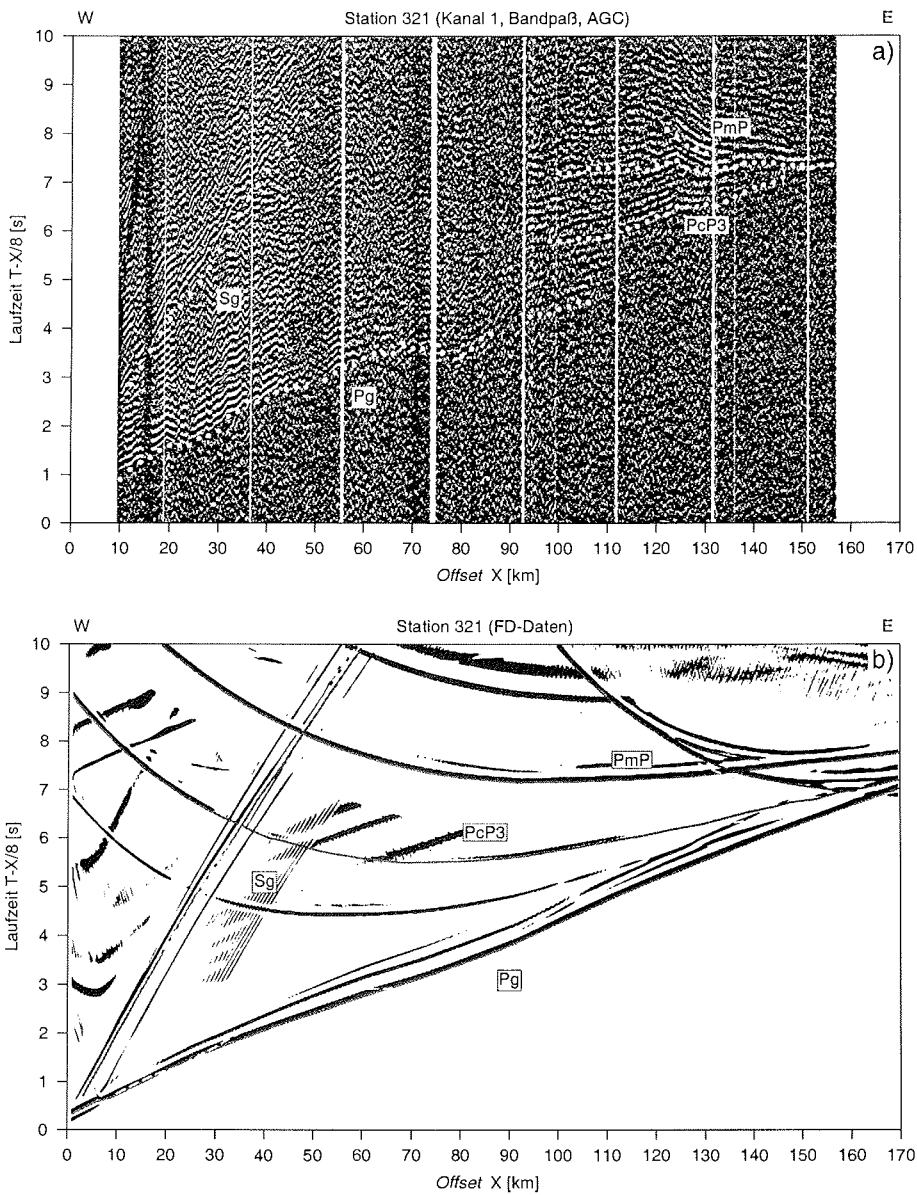 Station 321 (Kanal 1, Bandpaß, AGC)
W
E
a)
10
9
8
7
6
5
4
3
2
1
0
Laufzeit T-X/8 [s]
PmP
PcP3
Sg
Pg
0 10 20 30 40 50 60 70 80 90 100 110 120 130 140 150 160 170
Offset X [km]
Station 321 (FD-Daten)
W
E
b)
10
9
8
7
6
5
4
3
2
1
0
Laufzeit T-X/8 [s]
PmP
PcP3
Sg
Pg
0 10 20 30 40 50 60 70 80 90 100 110 120 130 140 150 160 170
Offset X [km]